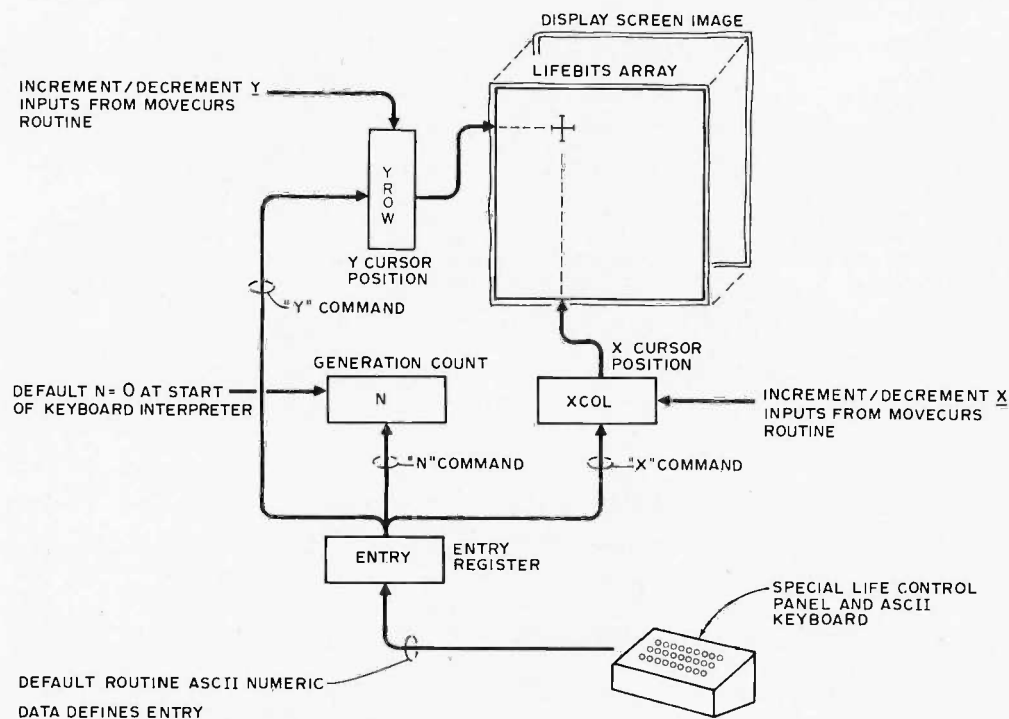 DISPLAY SCREEN IMAGE
LIFEBITS ARRAY
INCREMENT/DECREMENT Y
INPUTS FROM MOVECURS
ROUTINE
YROW
Y CURSOR
POSITION
"Y" COMMAND
GENERATION COUNT
X CURSOR
POSITION
DEFAULT N= 0 AT START
OF KEYBOARD INTERPRETER
N
XCOL
INCREMENT/DECREMENT X
INPUTS FROM MOVECURS
ROUTINE
"N" COMMAND
"X" COMMAND
ENTRY
ENTRY
REGISTER
SPECIAL LIFE CONTROL
PANEL AND ASCII
KEYBOARD
DEFAULT ROUTINE ASCII NUMERIC
DATA DEFINES ENTRY